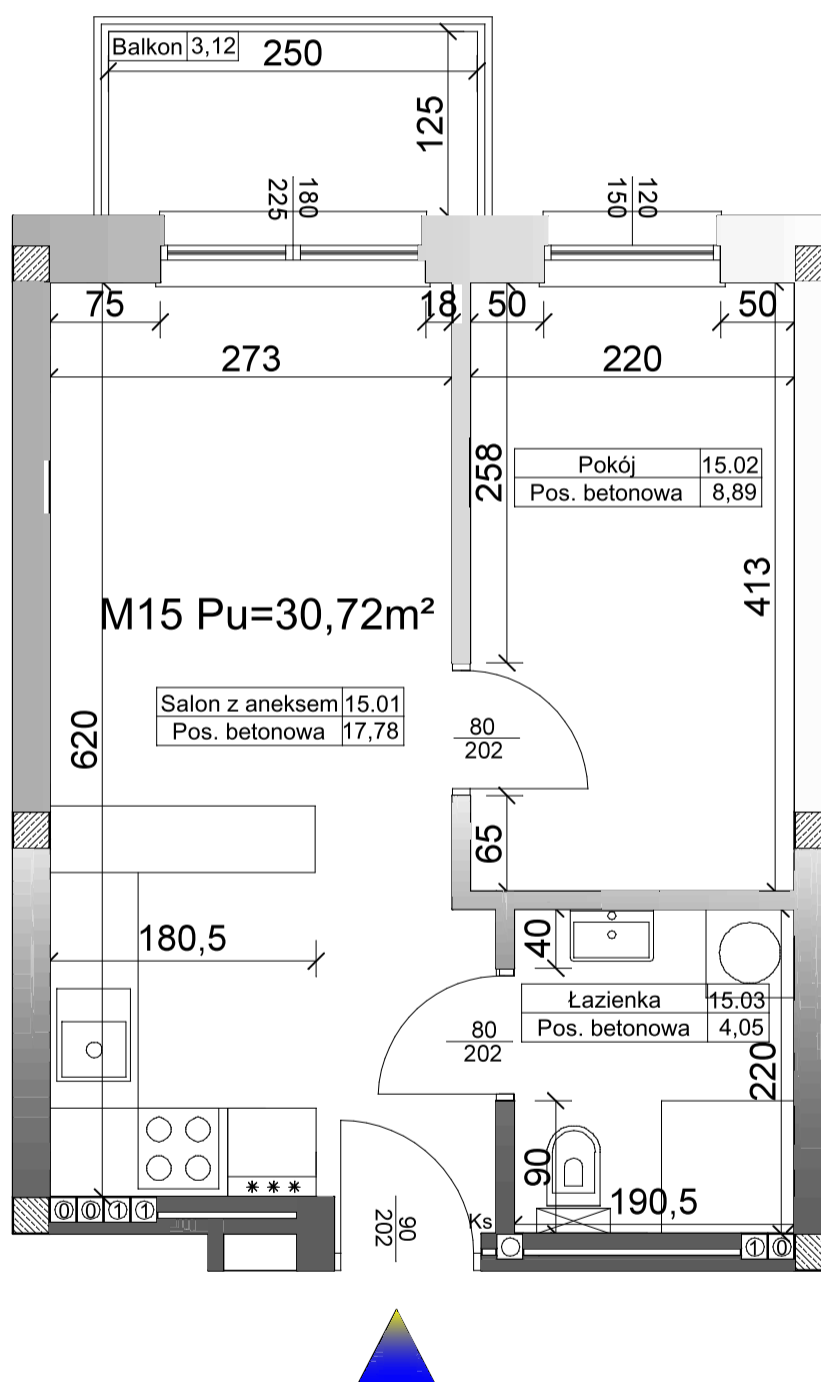 Balkon 3,12
250
125
180
225
120
150
75
18
50
50
273
220
258
Pokój 15.02
Pos. betonowa 8,89
413
M15 Pu=30,72m²
Salon z aneksem 15.01
Pos. betonowa 17,78
620
80
202
65
180,5
40
Łazienka 15.03
Pos. betonowa 4,05
80
202
220
90
190,5
***
90
202
Ks
0 0 1 1
1 0